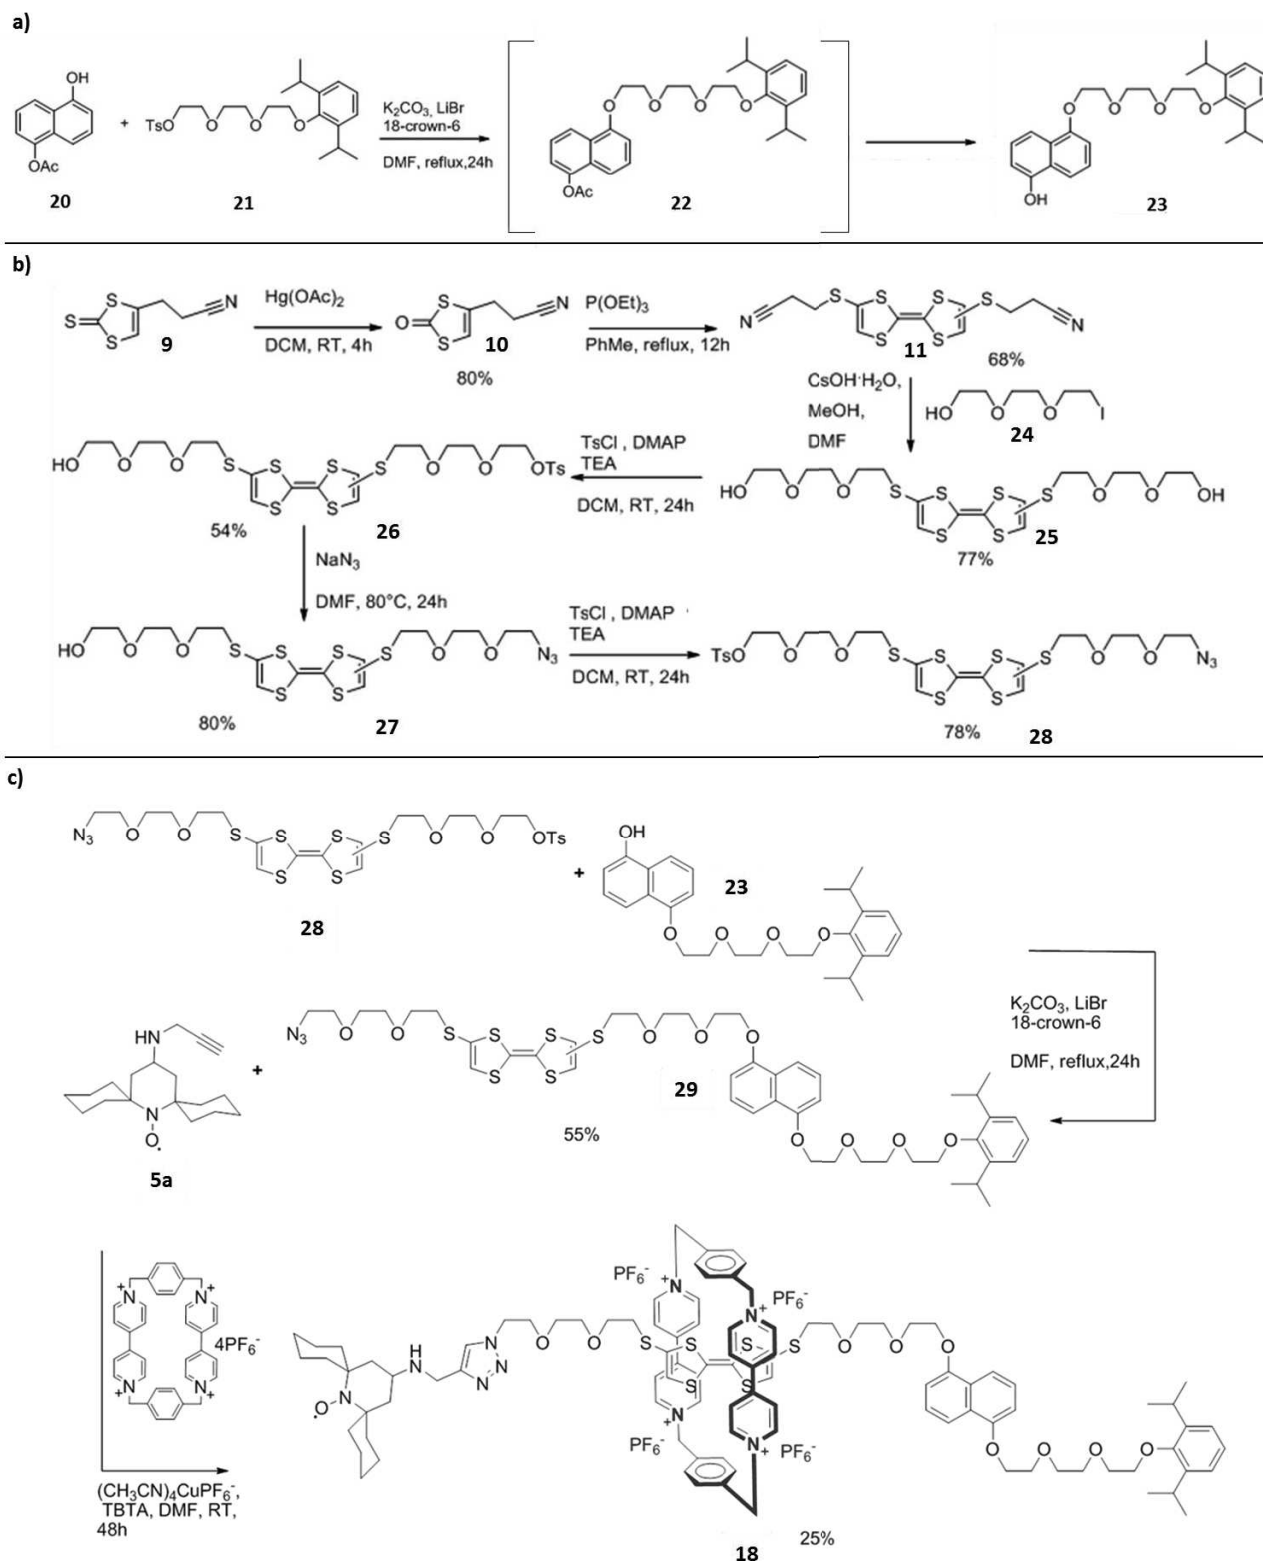 a)
OH
OAc
20
+
TsO
O
O
O
21
K2CO3, LiBr
18-crown-6
DMF, reflux,24h
O
O
O
O
OAc
22
O
O
O
O
OH
23
b)
S
S
S
N
9
Hg(OAc)2
DCM, RT, 4h
O
S
S
N
10
80%
P(OEt)3
PhMe, reflux, 12h
N
S
S
S
S
S
S
N
11
68%
CsOH·H2O,
MeOH,
DMF
HO
O
O
I
24
HO
O
O
S
S
S
S
S
S
O
O
OH
25
77%
TsCl , DMAP
TEA
DCM, RT, 24h
HO
O
O
S
S
S
S
S
S
O
O
OTs
54%
26
NaN3
DMF, 80°C, 24h
HO
O
O
S
S
S
S
S
S
O
O
N3
80%
27
TsCl , DMAP
TEA
DCM, RT, 24h
TsO
O
O
S
S
S
S
S
S
O
O
N3
78%
28
c)
N3
O
O
S
S
S
S
S
S
O
O
OTs
28
+
OH
23
O
O
O
O
K2CO3, LiBr
18-crown-6
DMF, reflux,24h
HN
N
O
.
5a
+
N3
O
O
S
S
S
S
S
S
O
O
O
29
55%
O
O
O
O
+
N
+
N
4PF6-
N
+
N
+
(CH3CN)4CuPF6-,
TBTA, DMF, RT,
48h
.O
N
H
N
N
N
N
O
O
S
S
S
S
S
S
O
O
O
PF6-
N
+
N
+
PF6-
N
+
PF6-
N
+
PF6-
O
O
O
O
18
25%